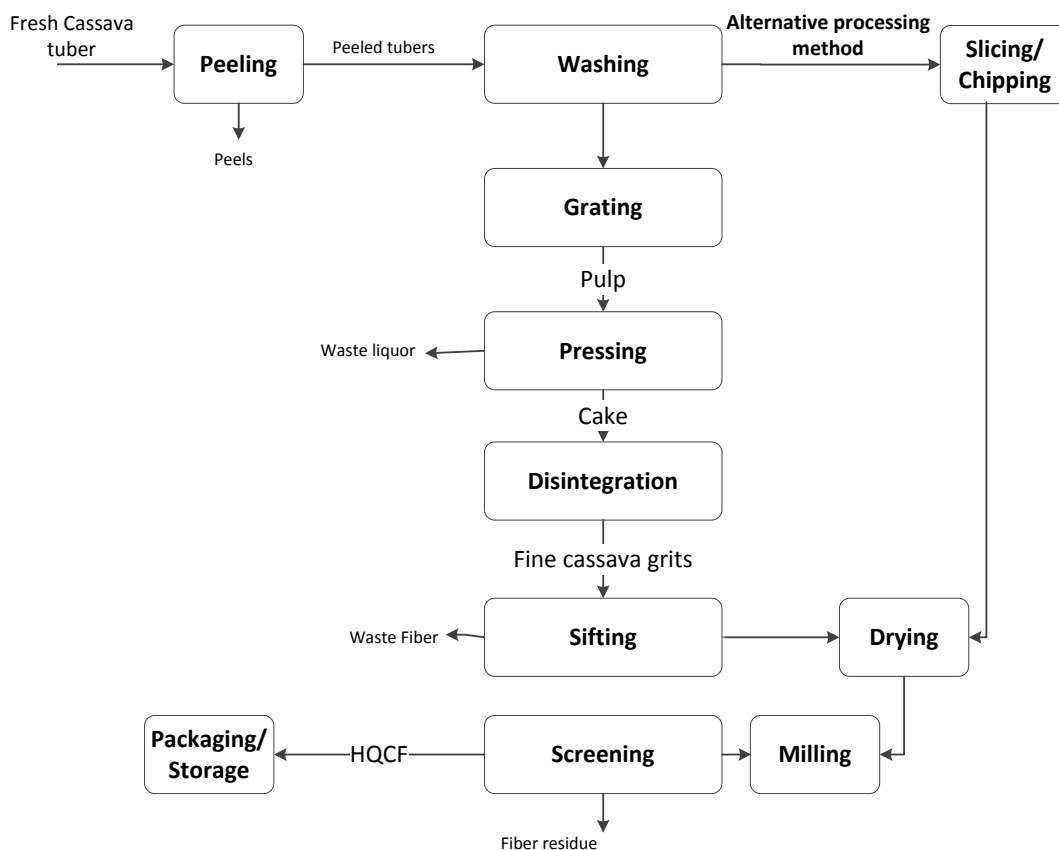 Fresh Cassava
tuber
Peeling
Peeled tubers
Washing
Alternative processing
method
Slicing/
Chipping
Peels
Grating
Pulp
Waste liquor
Pressing
Cake
Disintegration
Fine cassava grits
Waste Fiber
Sifting
Drying
Packaging/
Storage
HQCF
Screening
Milling
Fiber residue